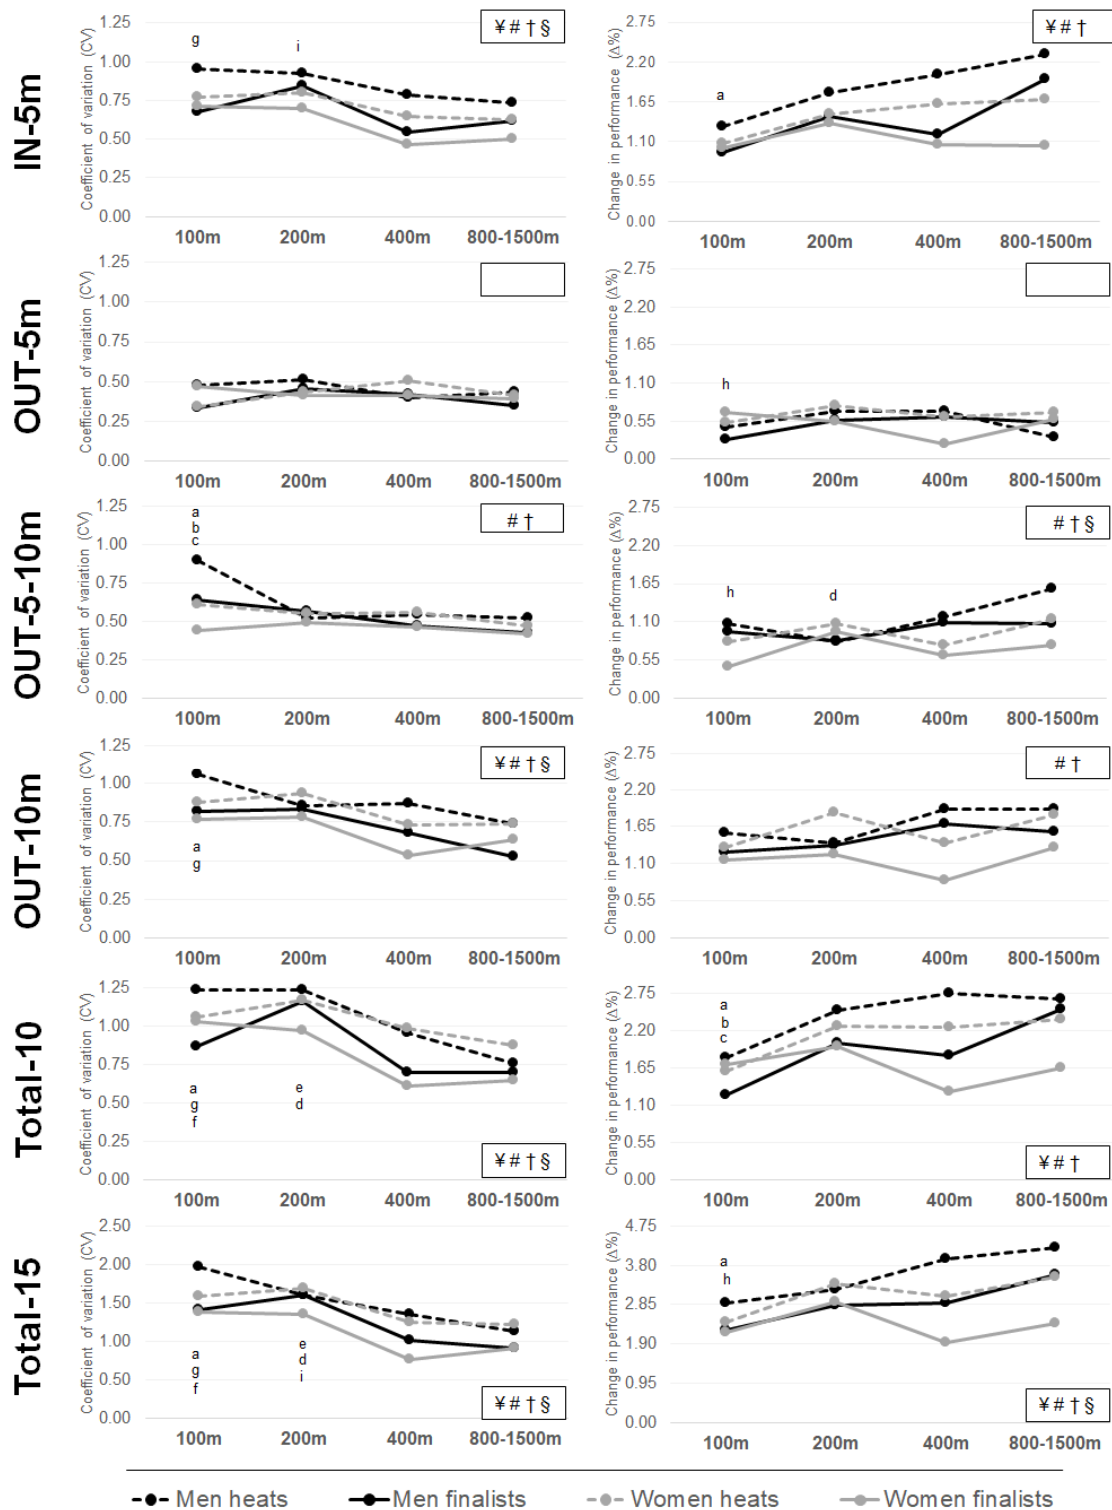 IN-5m
Coefficient of variation (CV)
1.25
1.00
0.75
0.50
0.25
0.00
g
i
¥ # † §
100m 200m 400m 800-1500m
Change in performance (Δ%)
2.75
2.20
1.65
1.10
0.55
0.00
a
¥ # †
100m 200m 400m 800-1500m
OUT-5m
Coefficient of variation (CV)
1.25
1.00
0.75
0.50
0.25
0.00
100m 200m 400m 800-1500m
Change in performance (Δ%)
2.75
2.20
1.65
1.10
0.55
0.00
h
100m 200m 400m 800-1500m
OUT-5-10m
Coefficient of variation (CV)
1.25
1.00
0.75
0.50
0.25
0.00
a
b
c
# †
100m 200m 400m 800-1500m
Change in performance (Δ%)
2.75
2.20
1.65
1.10
0.55
0.00
h
d
# † §
100m 200m 400m 800-1500m
OUT-10m
Coefficient of variation (CV)
1.25
1.00
0.75
0.50
0.25
0.00
a
g
¥ # † §
100m 200m 400m 800-1500m
Change in performance (Δ%)
2.75
2.20
1.65
1.10
0.55
0.00
# †
100m 200m 400m 800-1500m
Total-10
Coefficient of variation (CV)
1.25
1.00
0.75
0.50
0.25
0.00
a
g
f
e
d
¥ # † §
100m 200m 400m 800-1500m
Change in performance (Δ%)
2.75
2.20
1.65
1.10
0.55
0.00
a
b
c
¥ # †
100m 200m 400m 800-1500m
Total-15
Coefficient of variation (CV)
2.50
2.00
1.50
1.00
0.50
0.00
a
g
f
e
d
i
¥ # † §
100m 200m 400m 800-1500m
Change in performance (Δ%)
4.75
3.80
2.85
1.90
0.95
0.00
a
h
¥ # † §
100m 200m 400m 800-1500m
Men heats Men finalists Women heats Women finalists